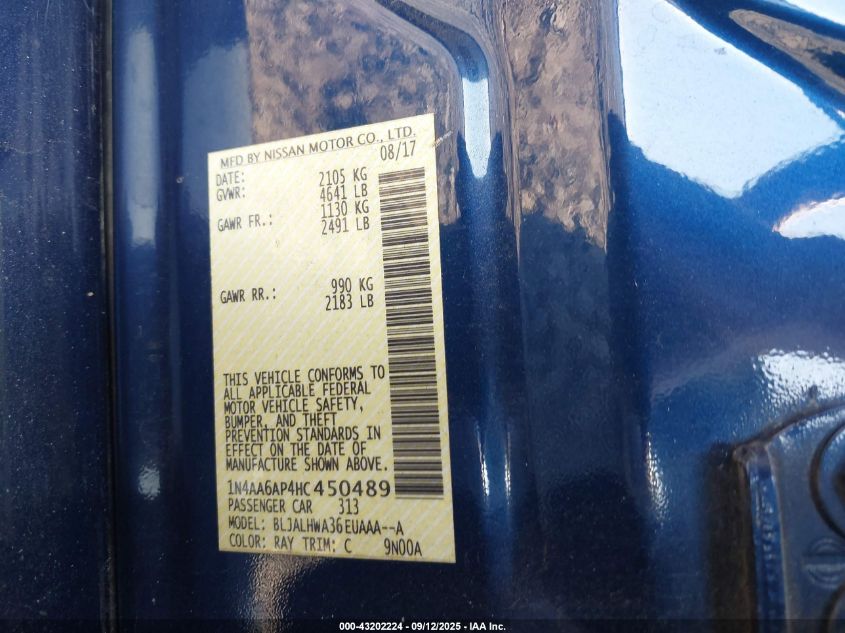 MFD BY NISSAN MOTOR CO., LTD.
DATE: 08/17
GVWR: 2105 KG
4641 LB
GAWR FR.: 1130 KG
2491 LB
GAWR RR.: 990 KG
2183 LB
THIS VEHICLE CONFORMS TO
ALL APPLICABLE FEDERAL
MOTOR VEHICLE SAFETY,
BUMPER, AND THEFT
PREVENTION STANDARDS IN
EFFECT ON THE DATE OF
MANUFACTURE SHOWN ABOVE.
1N4AA6AP4HC450489
PASSENGER CAR 313
MODEL: BLJALHWA36EUAAA--A
COLOR: RAY TRIM: C 9N00A
000-43202224 - 09/12/2025 - IAA Inc.